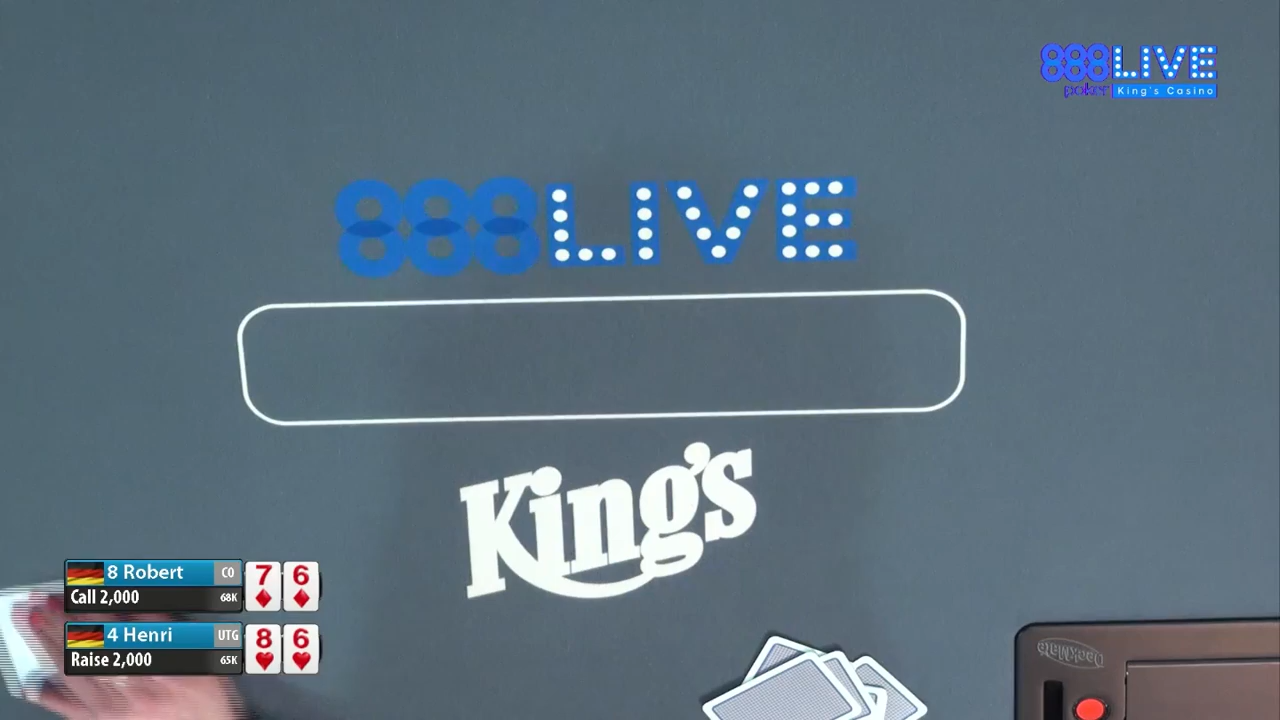 888LIVE
poker King's Casino
888LIVE
King's
8 Robert CO 7 6
Call 2,000 68K
4 Henri UTG 8 6
Raise 2,000 65K
DeckMate